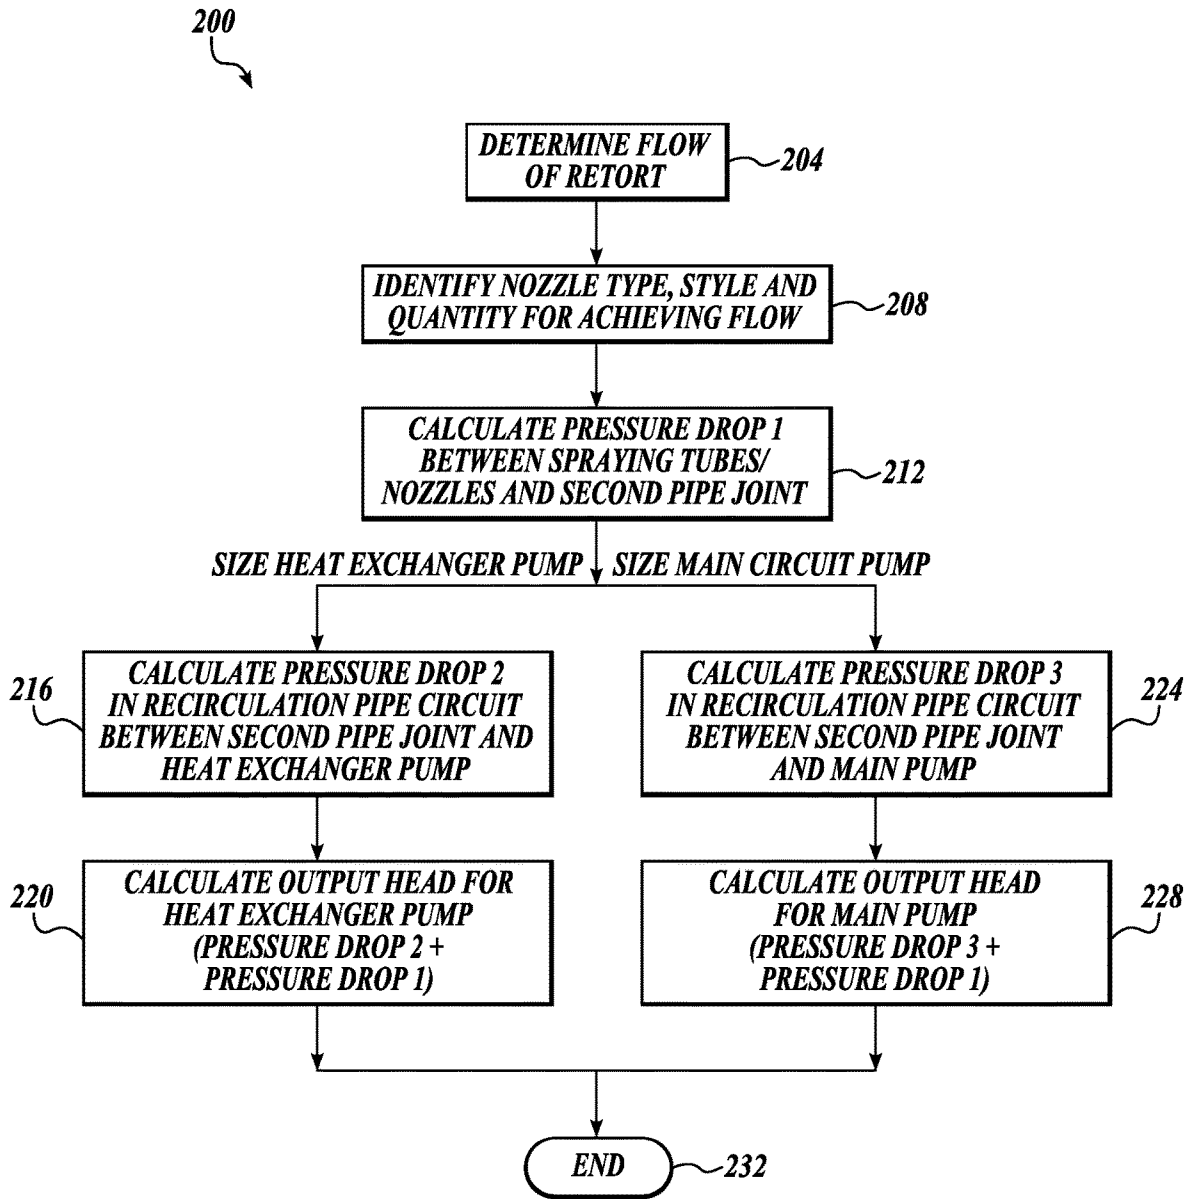 200
DETERMINE FLOW
OF RETORT
204
IDENTIFY NOZZLE TYPE, STYLE AND
QUANTITY FOR ACHIEVING FLOW
208
CALCULATE PRESSURE DROP 1
BETWEEN SPRAYING TUBES/
NOZZLES AND SECOND PIPE JOINT
212
SIZE HEAT EXCHANGER PUMP
SIZE MAIN CIRCUIT PUMP
216
CALCULATE PRESSURE DROP 2
IN RECIRCULATION PIPE CIRCUIT
BETWEEN SECOND PIPE JOINT AND
HEAT EXCHANGER PUMP
CALCULATE PRESSURE DROP 3
IN RECIRCULATION PIPE CIRCUIT
BETWEEN SECOND PIPE JOINT
AND MAIN PUMP
224
220
CALCULATE OUTPUT HEAD FOR
HEAT EXCHANGER PUMP
(PRESSURE DROP 2 +
PRESSURE DROP 1)
CALCULATE OUTPUT HEAD
FOR MAIN PUMP
(PRESSURE DROP 3 +
PRESSURE DROP 1)
228
END
232